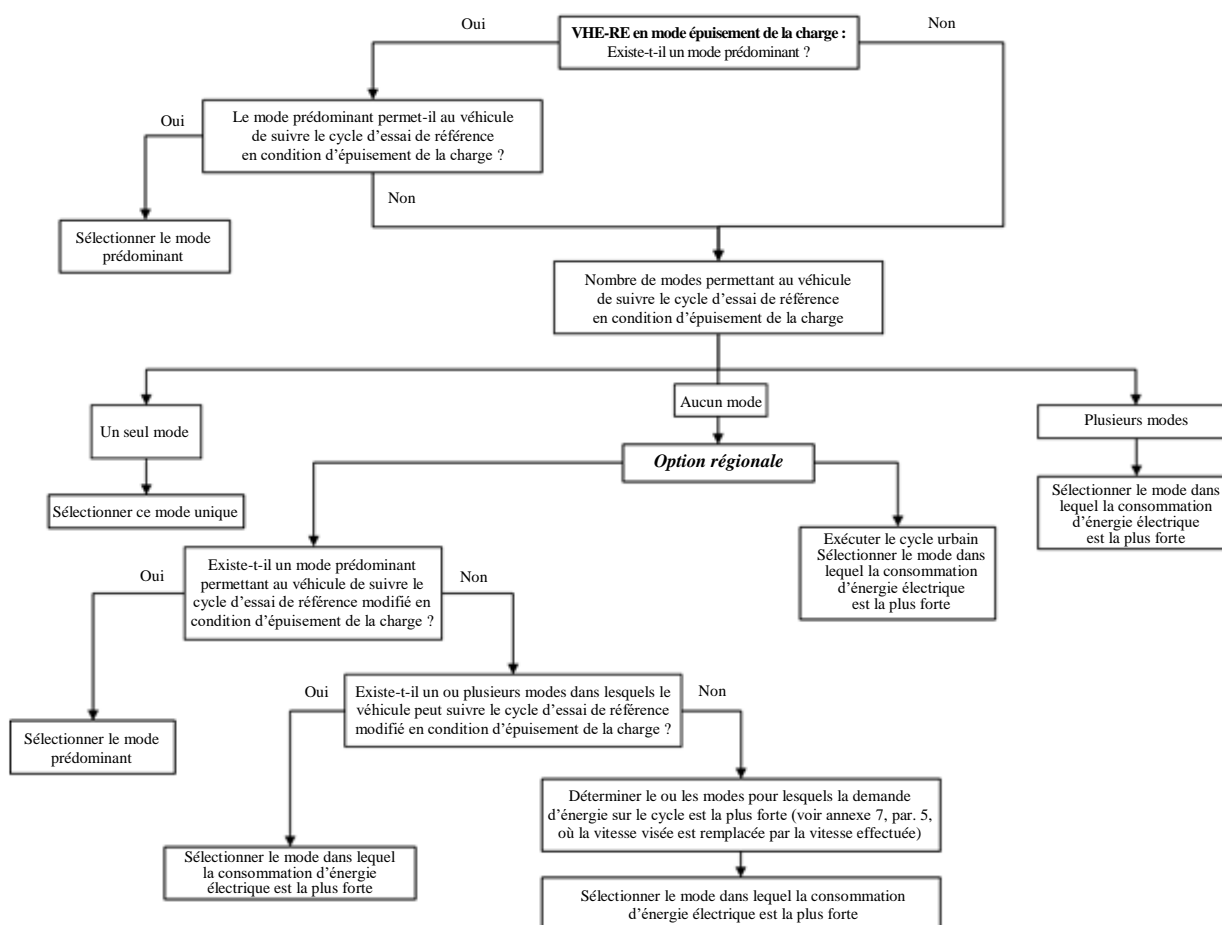 Oui
VHE-RE en mode épuisement de la charge :
Existe-t-il un mode prédominant ?
Non
Oui
Le mode prédominant permet-il au véhicule
de suivre le cycle d'essai de référence
en condition d'épuisement de la charge ?
Non
Sélectionner le mode
prédominant
Nombre de modes permettant au véhicule
de suivre le cycle d'essai de référence
en condition d'épuisement de la charge
Un seul mode
Aucun mode
Plusieurs modes
Sélectionner ce mode unique
Option régionale
Sélectionner le mode dans
lequel la consommation
d'énergie électrique
est la plus forte
Exécuter le cycle urbain
Sélectionner le mode dans
lequel la consommation
d'énergie électrique
est la plus forte
Oui
Existe-t-il un mode prédominant
permettant au véhicule de suivre le
cycle d'essai de référence modifié en
condition d'épuisement de la charge ?
Non
Sélectionner le mode
prédominant
Oui
Existe-t-il un ou plusieurs modes dans lesquels le
véhicule peut suivre le cycle d'essai de référence
modifié en condition d'épuisement de la charge ?
Non
Sélectionner le mode dans lequel
la consommation d'énergie
électrique est la plus forte
Déterminer le ou les modes pour lesquels la demande
d'énergie sur le cycle est la plus forte (voir annexe 7, par. 5,
où la vitesse visée est remplacée par la vitesse effectuée)
Sélectionner le mode dans lequel la consommation
d'énergie électrique est la plus forte